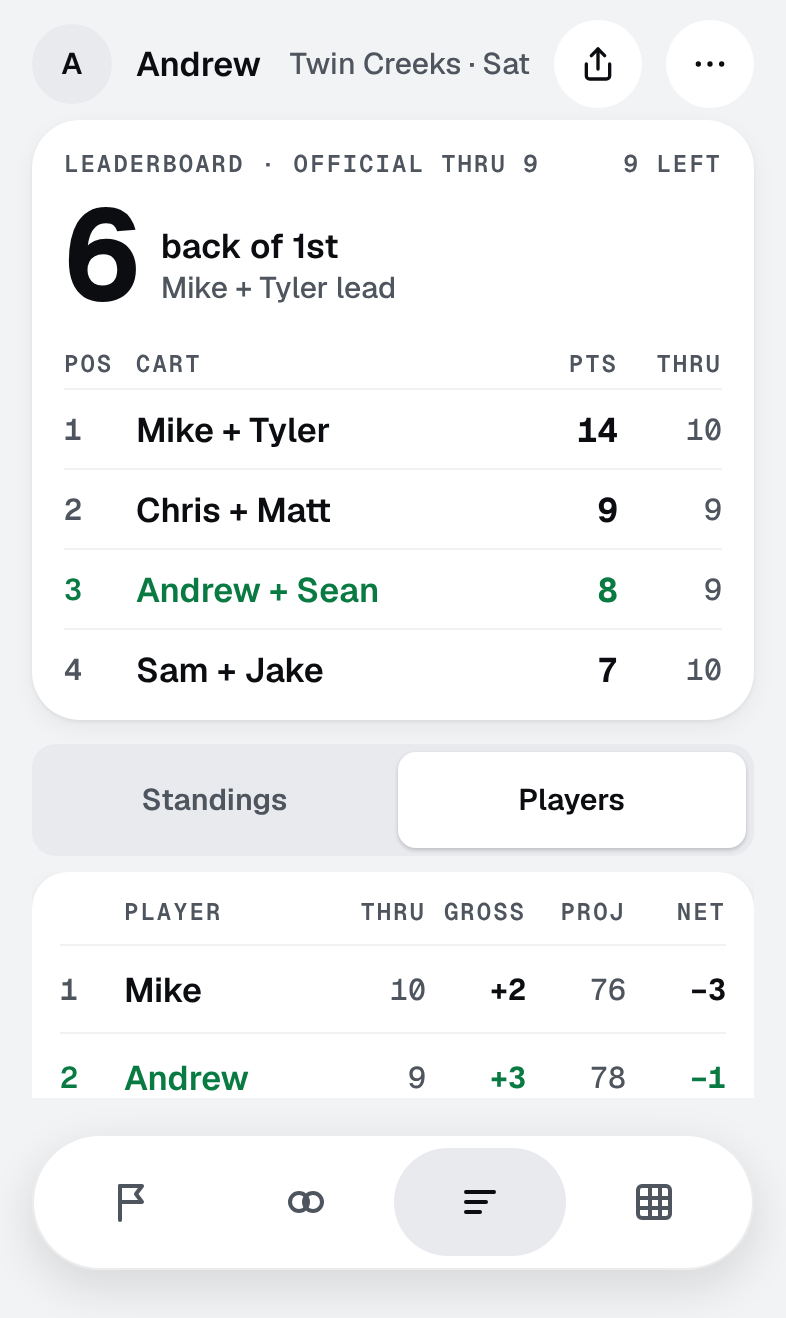 A Andrew Twin Creeks · Sat
LEADERBOARD · OFFICIAL THRU 9 9 LEFT
6 back of 1st
Mike + Tyler lead
POS CART PTS THRU
1 Mike + Tyler 14 10
2 Chris + Matt 9 9
3 Andrew + Sean 8 9
4 Sam + Jake 7 10
Standings Players
PLAYER THRU GROSS PROJ NET
1 Mike 10 +2 76 −3
2 Andrew 9 +3 78 −1